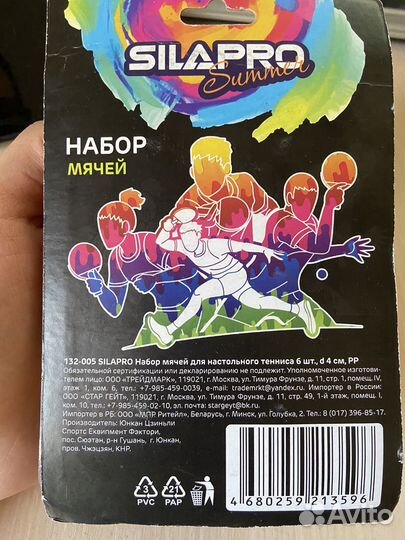 SILAPRO
Summer
НАБОР
МЯЧЕЙ
132-005 SILAPRO Набор мячей для настольного тенниса 6 шт., d 4 см, PP
Обязательной сертификации или декларированию не подлежит. Уполномоченное изготови-
телем лицо: ООО «ТРЕЙДМАРК», 119021, г. Москва, ул. Тимура Фрунзе, д. 11, стр. 1, помещ. IV,
этаж 1, ком. 6, тел.: +7-985-459-0039, e-mail: trademrkt@yandex.ru. Импортер в России:
ООО «СТАР ГЕЙТ», 119021, г. Москва, ул. Тимура Фрунзе, д. 11, стр. 49, 1-й этаж, помещ. I,
ком. 10, тел.: +7-985-459-02-10, эл. почта: stargeyt@bk.ru.
Импортер в РБ: ООО «МПР Ритейл», Беларусь, г. Минск, ул. Голубка, 2. Тел.: 8 (017) 396-85-17.
Производитель: Юнкан Цзиньли
Спортс Еквипмент Фэктори,
пос. Сюэтан, р-н Гушань, г. Юнкан,
пров. Чжэцзян, КНР.
3
PVC
21
PAP
4 680259 213596
Avito